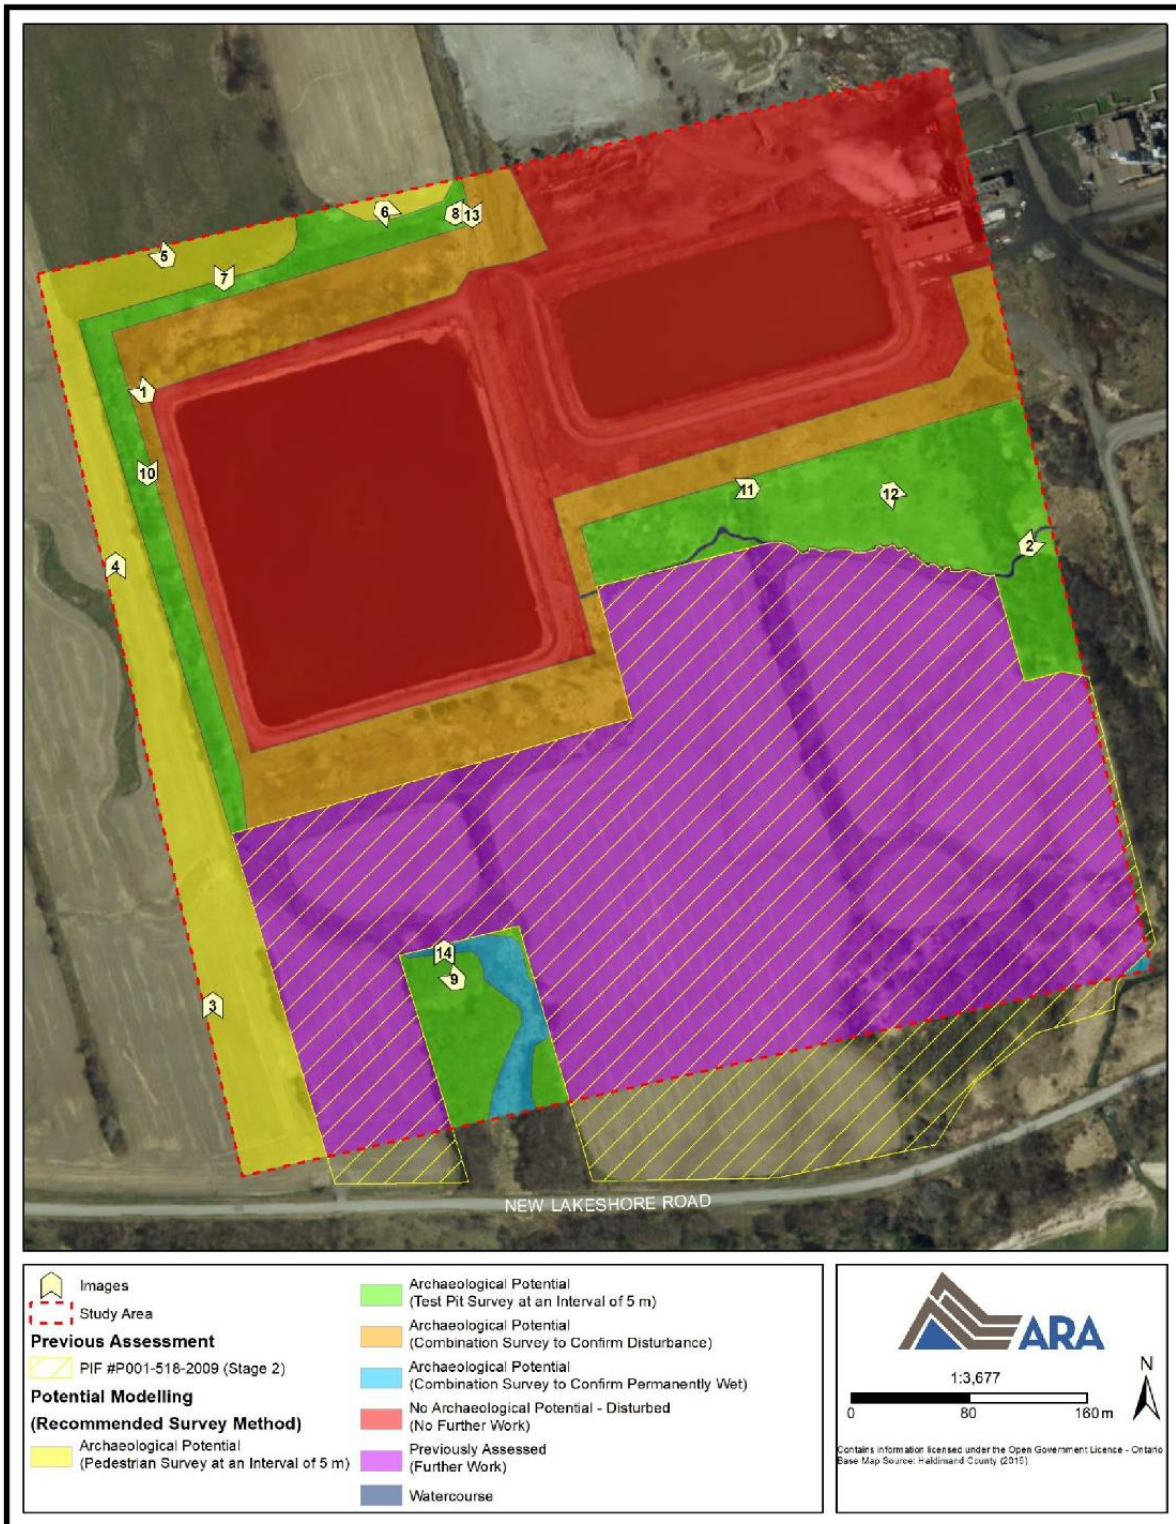 6
8
13
5
7
1
10
11
12
4
2
14
9
3
NEW LAKESHORE ROAD
Images
Study Area
Previous Assessment
PIF #P001-518-2009 (Stage 2)
Potential Modelling
(Recommended Survey Method)
Archaeological Potential
(Pedestrian Survey at an Interval of 5 m)
Archaeological Potential
(Test Pit Survey at an Interval of 5 m)
Archaeological Potential
(Combination Survey to Confirm Disturbance)
Archaeological Potential
(Combination Survey to Confirm Permanently Wet)
No Archaeological Potential - Disturbed
(No Further Work)
Previously Assessed
(Further Work)
Watercourse
ARA
1:3,677
N
0 80 160 m
Contains information licensed under the Open Government Licence - Ontario
Base Map Source: Haldimand County (2015)